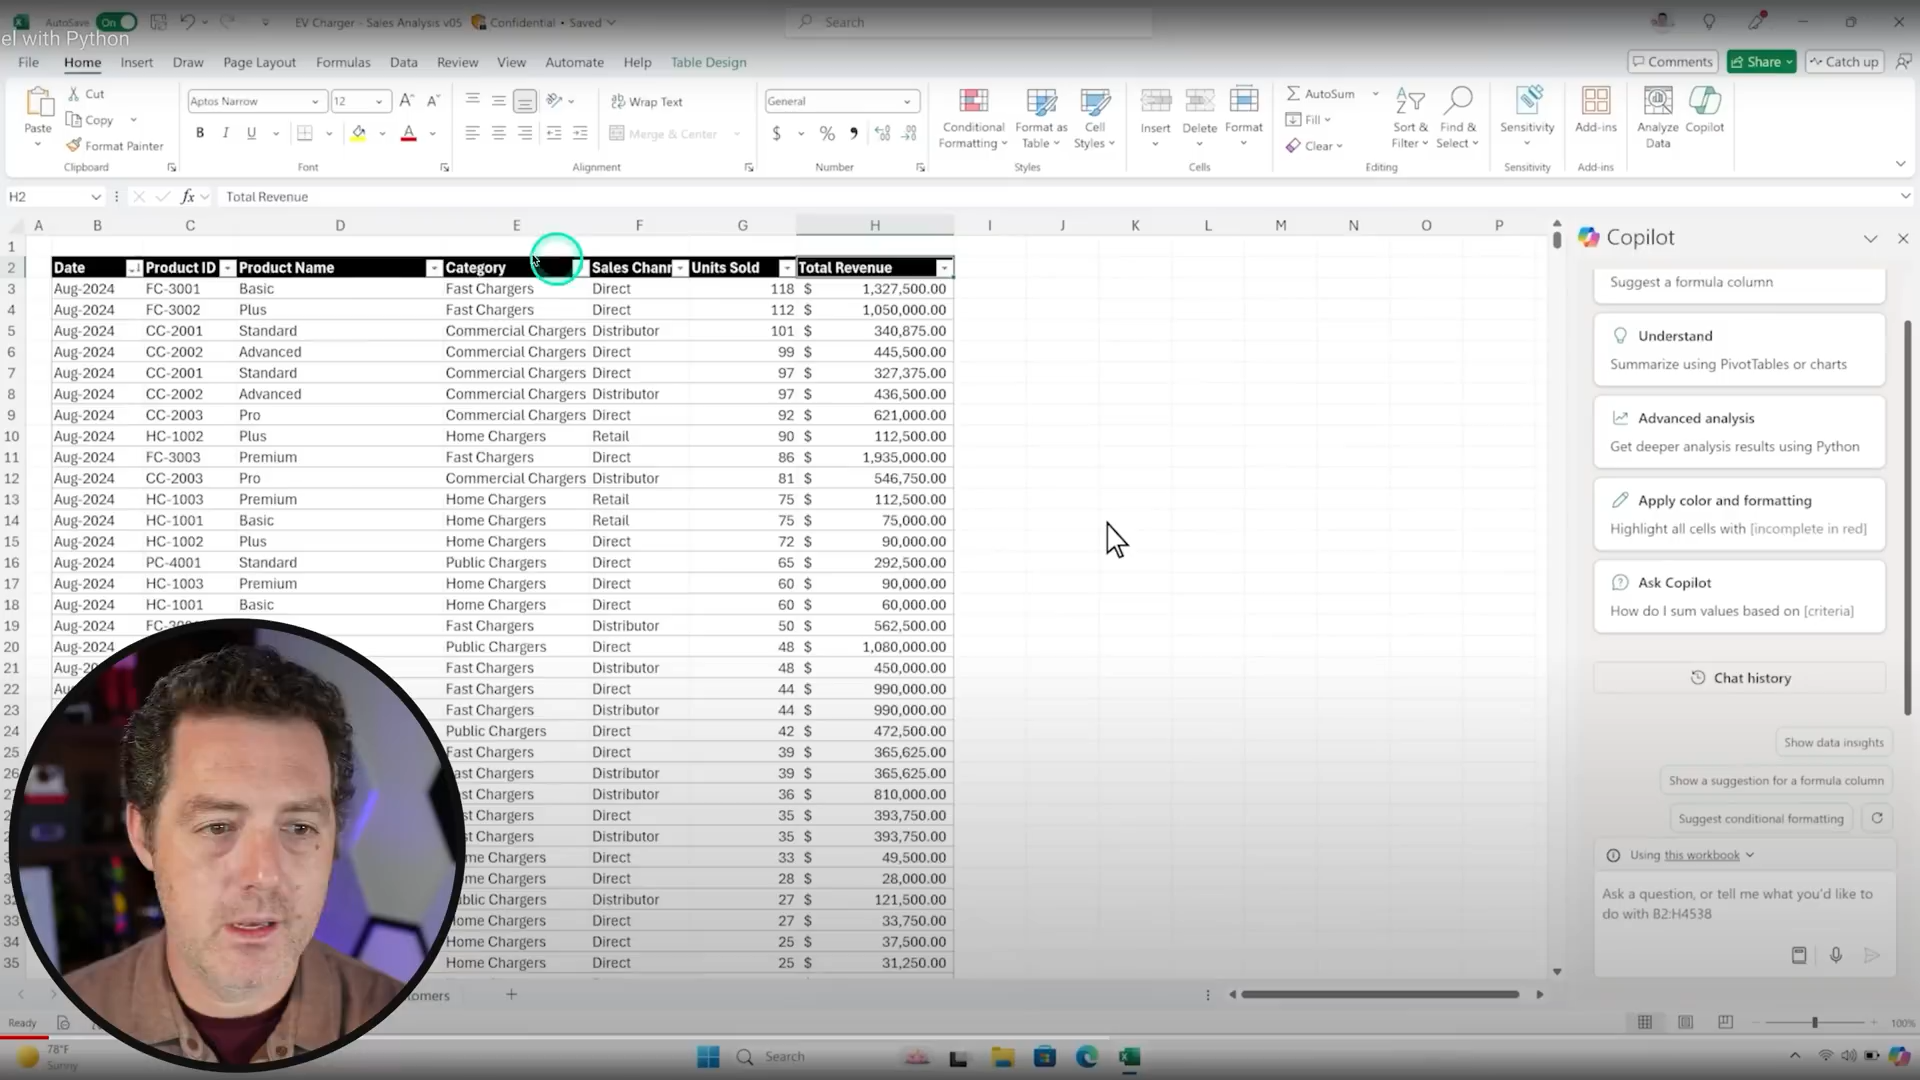 AutoSave On EV Charger - Sales Analysis v05 Confidential • Saved Search
el with Python
File Home Insert Draw Page Layout Formulas Data Review View Automate Help Table Design Comments Share Catch up
Paste Cut Copy Format Painter Clipboard
Aptos Narrow 12 B I U A Font
Wrap Text Merge & Center Alignment
General $ % Number
Conditional Formatting Format as Table Cell Styles Styles
Insert Delete Format Cells
AutoSum Fill Clear Sort & Filter Find & Select Editing
Sensitivity Sensitivity
Add-ins Add-ins
Analyze Data Copilot
H2 fx Total Revenue
A B C D E F G H I J K L M N O P
1
2 Date Product ID Product Name Category Sales Chann Units Sold Total Revenue
3 Aug-2024 FC-3001 Basic Fast Chargers Direct 118 $ 1,327,500.00
4 Aug-2024 FC-3002 Plus Fast Chargers Direct 112 $ 1,050,000.00
5 Aug-2024 CC-2001 Standard Commercial Chargers Distributor 101 $ 340,875.00
6 Aug-2024 CC-2002 Advanced Commercial Chargers Direct 99 $ 445,500.00
7 Aug-2024 CC-2001 Standard Commercial Chargers Direct 97 $ 327,375.00
8 Aug-2024 CC-2002 Advanced Commercial Chargers Distributor 97 $ 436,500.00
9 Aug-2024 CC-2003 Pro Commercial Chargers Direct 92 $ 621,000.00
10 Aug-2024 HC-1002 Plus Home Chargers Retail 90 $ 112,500.00
11 Aug-2024 FC-3003 Premium Fast Chargers Direct 86 $ 1,935,000.00
12 Aug-2024 CC-2003 Pro Commercial Chargers Distributor 81 $ 546,750.00
13 Aug-2024 HC-1003 Premium Home Chargers Retail 75 $ 112,500.00
14 Aug-2024 HC-1001 Basic Home Chargers Retail 75 $ 75,000.00
15 Aug-2024 HC-1002 Plus Home Chargers Direct 72 $ 90,000.00
16 Aug-2024 PC-4001 Standard Public Chargers Direct 65 $ 292,500.00
17 Aug-2024 HC-1003 Premium Home Chargers Direct 60 $ 90,000.00
18 Aug-2024 HC-1001 Basic Home Chargers Direct 60 $ 60,000.00
19 Aug-2024 FC-30 Fast Chargers Distributor 50 $ 562,500.00
20 Aug-2024 Public Chargers Direct 48 $ 1,080,000.00
21 Aug-20 Fast Chargers Distributor 48 $ 450,000.00
22 Au Fast Chargers Direct 44 $ 990,000.00
23 Fast Chargers Distributor 44 $ 990,000.00
24 Public Chargers Direct 42 $ 472,500.00
25 Fast Chargers Direct 39 $ 365,625.00
26 ast Chargers Distributor 39 $ 365,625.00
2 st Chargers Distributor 36 $ 810,000.00
2 st Chargers Direct 35 $ 393,750.00
2 st Chargers Distributor 35 $ 393,750.00
3 me Chargers Direct 33 $ 49,500.00
3 me Chargers Direct 28 $ 28,000.00
32 ublic Chargers Distributor 27 $ 121,500.00
33 ome Chargers Direct 27 $ 33,750.00
34 Home Chargers Direct 25 $ 37,500.00
35 Home Chargers Direct 25 $ 31,250.00
omers +
Ready 100%
78°F
Sunny
Search
Copilot
Suggest a formula column
Understand
Summarize using PivotTables or charts
Advanced analysis
Get deeper analysis results using Python
Apply color and formatting
Highlight all cells with [incomplete in red]
Ask Copilot
How do I sum values based on [criteria]
Chat history
Show data insights
Show a suggestion for a formula column
Suggest conditional formatting
Using this workbook
Ask a question, or tell me what you'd like to
do with B2:H4538